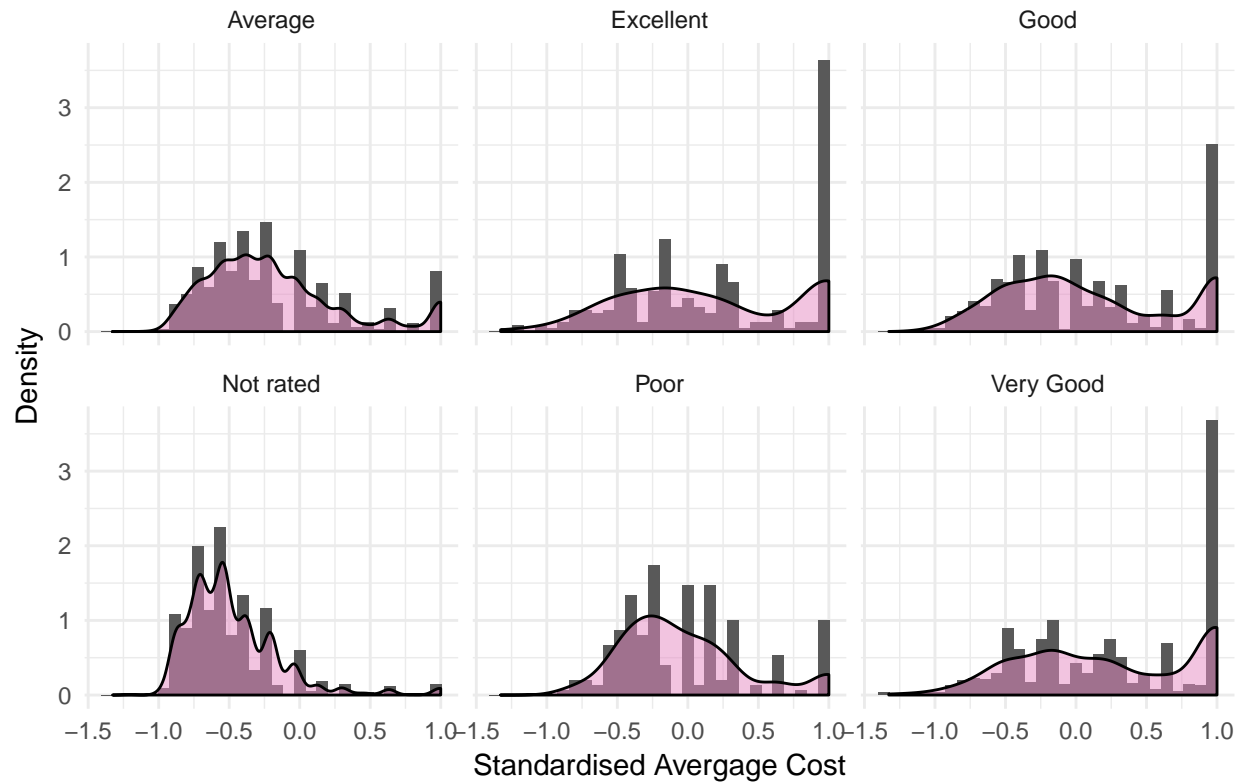 Average Excellent Good
3
2
1
0
Not rated Poor Very Good
3
2
1
0
Density
−1.5 −1.0 −0.5 0.0 0.5 1.0 −1.5 −1.0 −0.5 0.0 0.5 1.0 −1.5 −1.0 −0.5 0.0 0.5 1.0
Standardised Avergage Cost